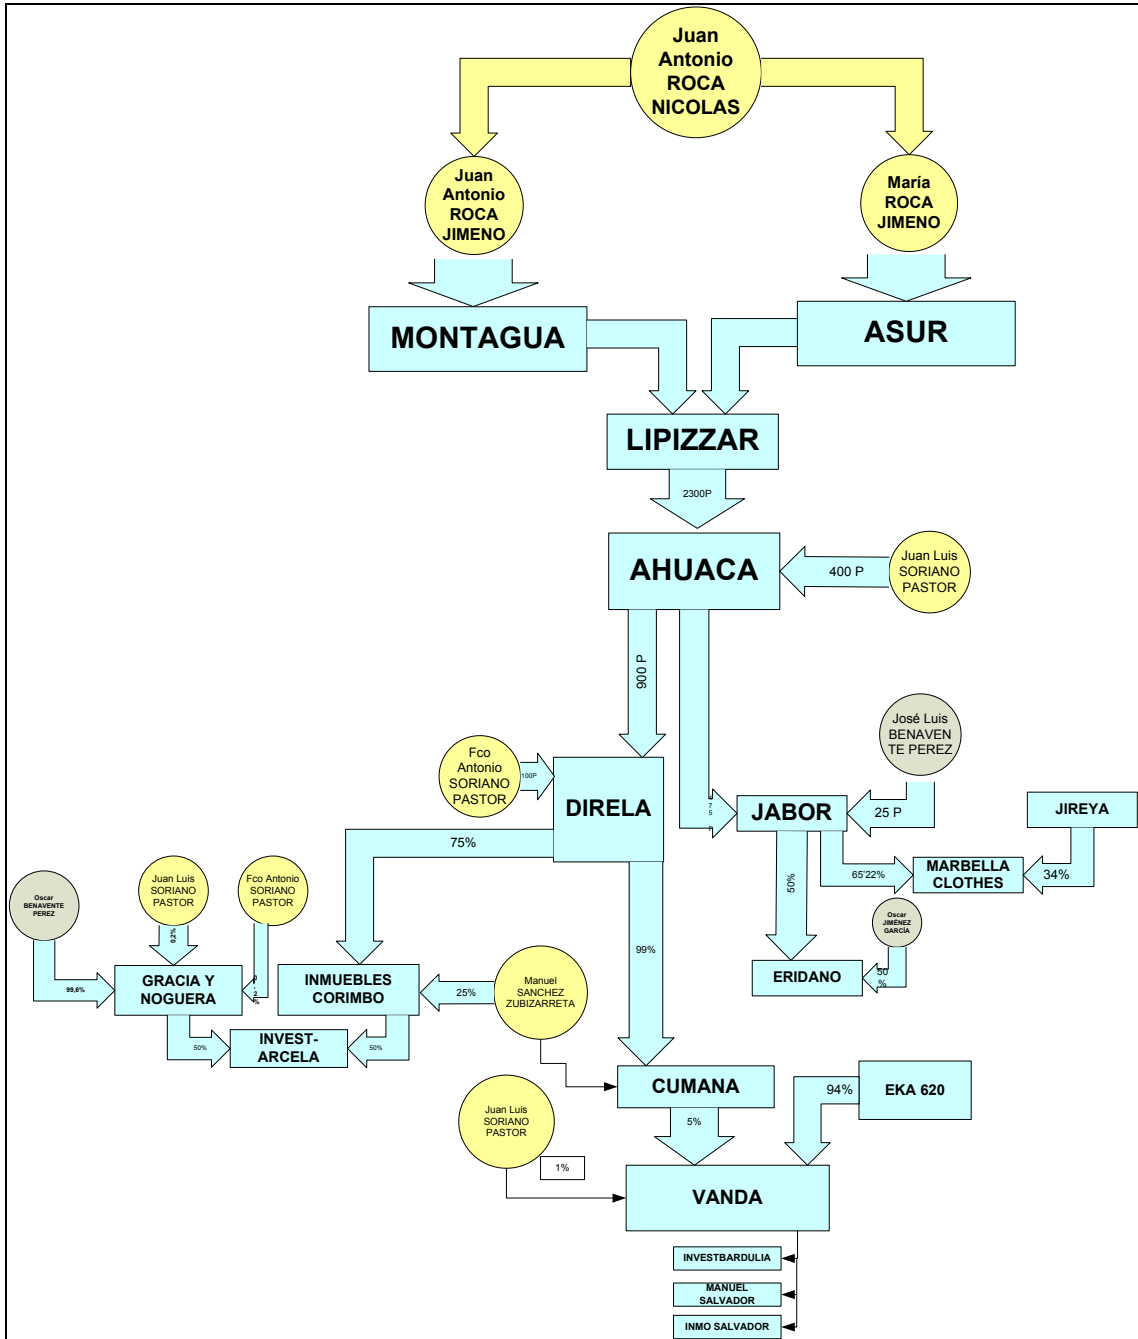 Juan
Antonio
ROCA
NICOLAS
Juan
Antonio
ROCA
JIMENO
María
ROCA
JIMENO
MONTAGUA
ASUR
LIPIZZAR
2300P
AHUACA
400 P
Juan Luis
SORIANO
PASTOR
900 P
José Luis
BENAVEN
TE PEREZ
Fco
Antonio
SORIANO
PASTOR
100P
DIRELA
JABOR
25 P
JIREYA
75%
65'22%
MARBELLA
CLOTHES
34%
50%
Oscar
BENAVENTE
PEREZ
Juan Luis
SORIANO
PASTOR
Fco Antonio
SORIANO
PASTOR
Oscar
JIMÉNEZ
GARCÍA
0,2%
99%
99,6%
GRACIA Y
NOGUERA
INMUEBLES
CORIMBO
25%
Manuel
SANCHEZ
ZUBIZARRETA
ERIDANO
50
%
50%
INVEST-
ARCELA
50%
CUMANA
94%
EKA 620
Juan Luis
SORIANO
PASTOR
5%
1%
VANDA
INVESTBARDULIA
MANUEL
SALVADOR
INMO SALVADOR